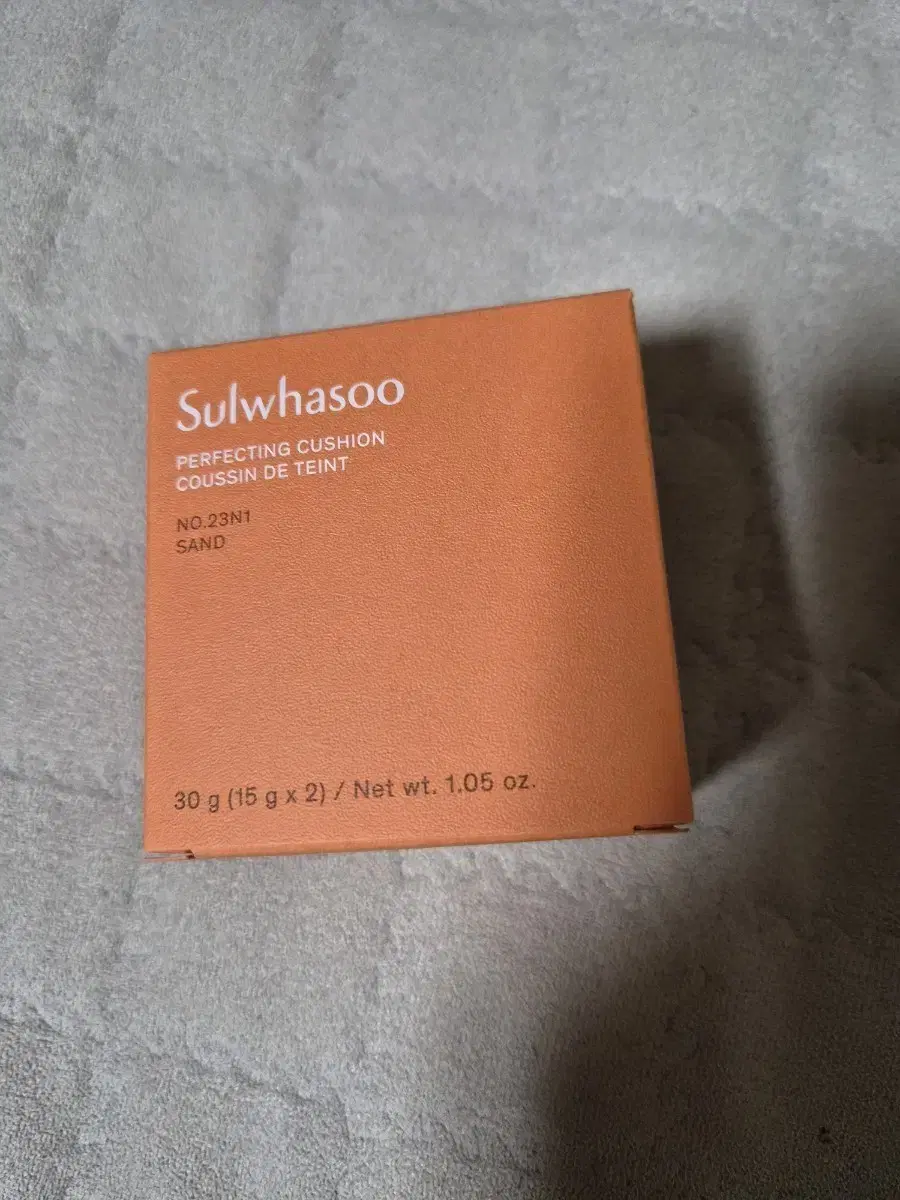 Sulwhasoo
PERFECTING CUSHION
COUSSIN DE TEINT
NO.23N1
SAND
30 g (15 g x 2) / Net wt. 1.05 oz.